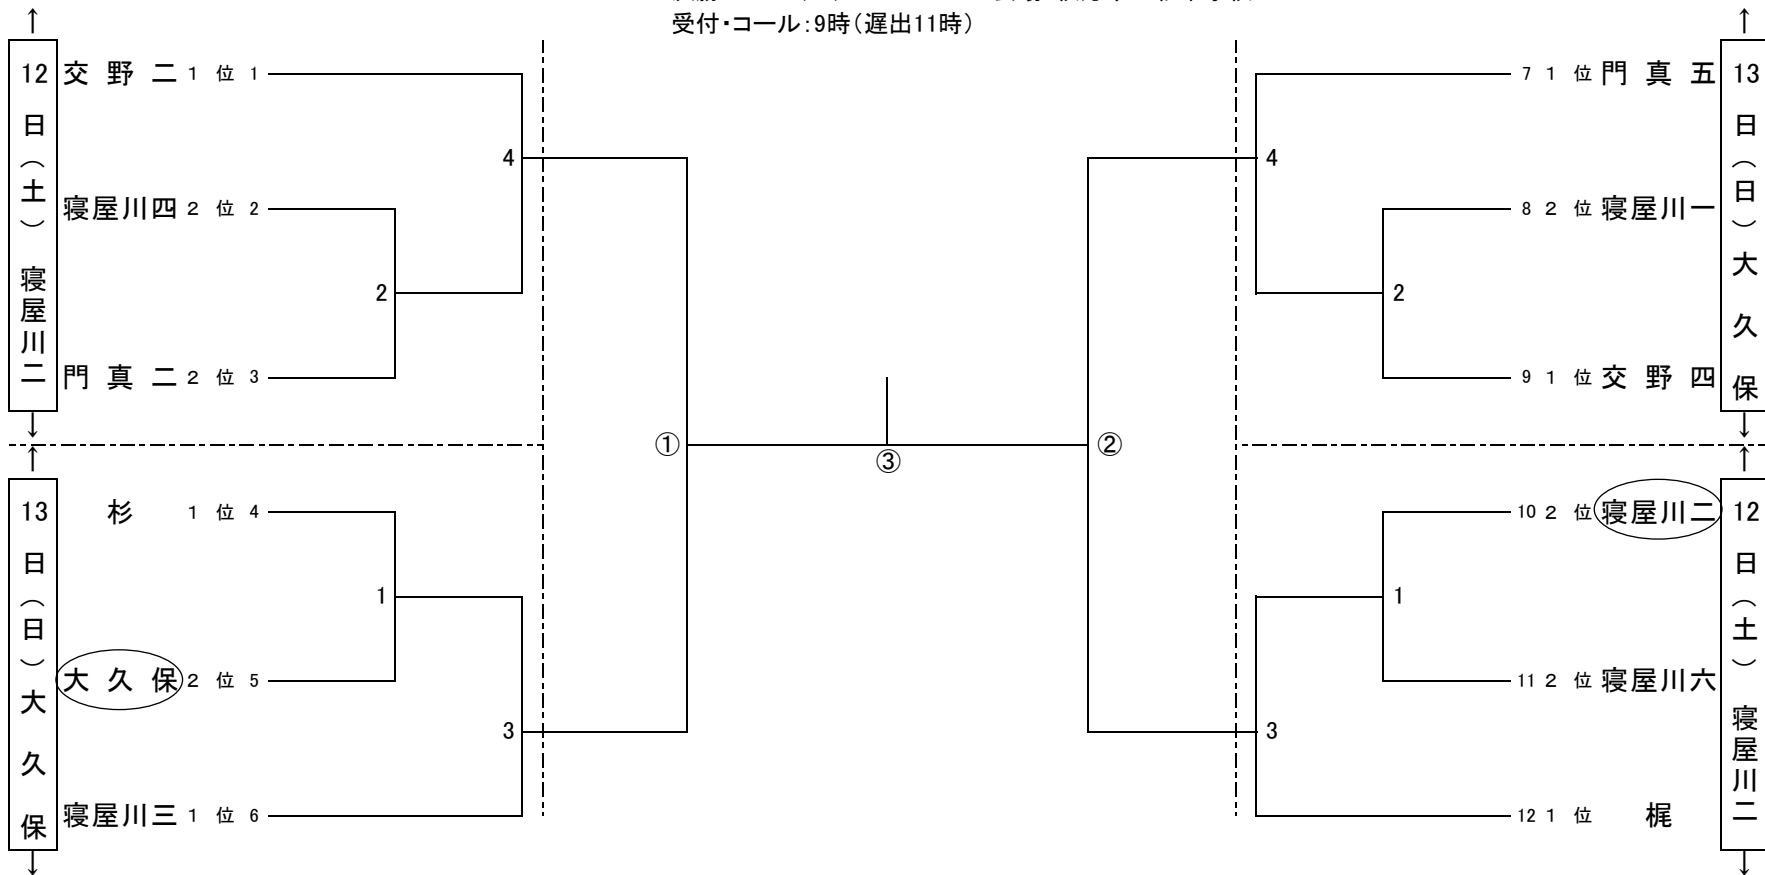 受付・コール：9時（遅出11時）
12日（土） 寝屋川二
交野二 1位 1
寝屋川四 2位 2
門真二 2位 3
4
2
13日（日）大久保
杉 1位 4
大久保 2位 5
寝屋川三 1位 6
1
3
①
③
②
7 1位 門真五
8 2位 寝屋川一
9 1位 交野四
4
2
13日（日）大久保
10 2位 寝屋川二
11 2位 寝屋川六
12 1位 梶
1
3
12日（土） 寝屋川二